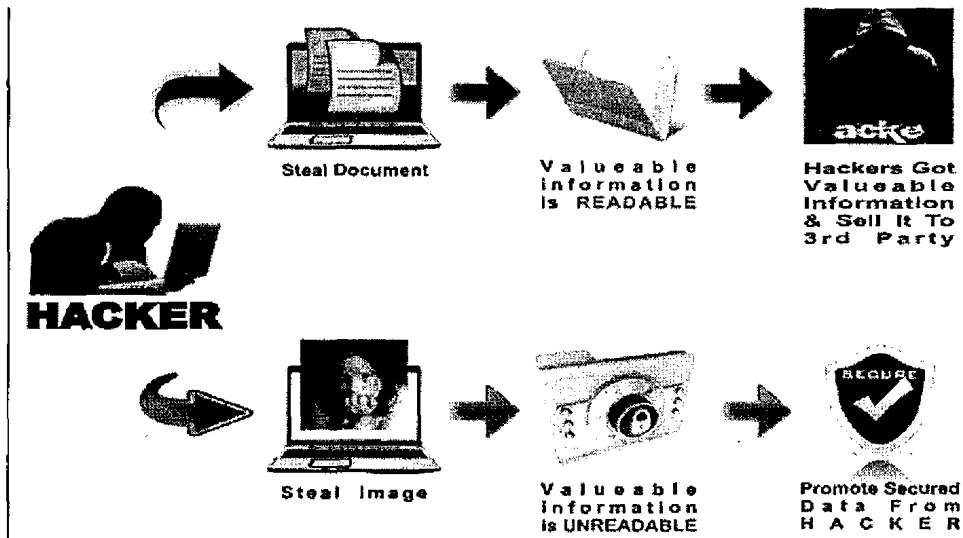 acke
Steal Document
Valueable
information
is READABLE
Hackers Got
Valueable
Information
& Sell It To
3rd Party
HACKER
SECURE
Steal Image
Valueable
information
is UNREADABLE
Promote Secured
Data From
HACKER